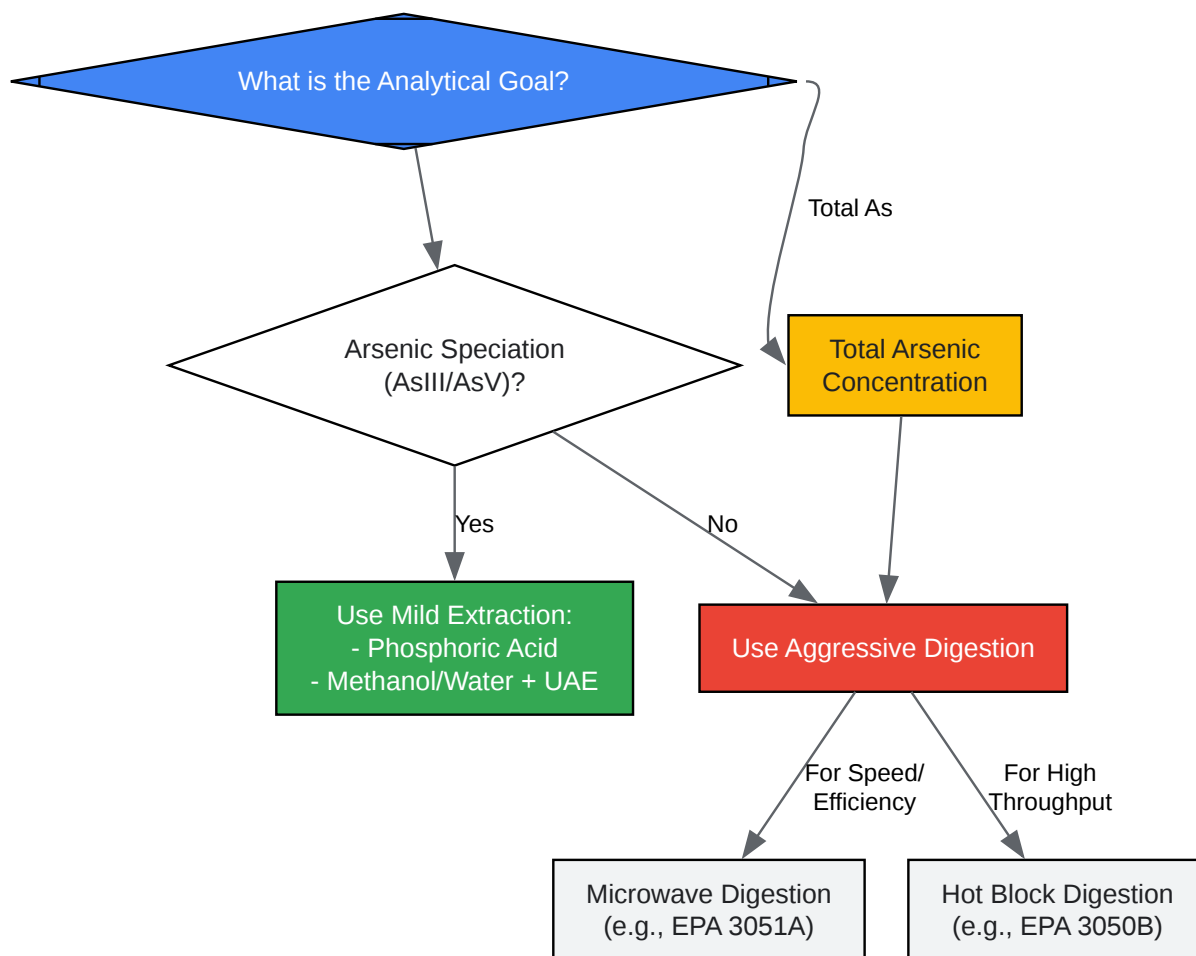 What is the Analytical Goal?
Total As
Arsenic Speciation
(AsIII/AsV)?
Total Arsenic
Concentration
Yes
No
Use Mild Extraction:
- Phosphoric Acid
- Methanol/Water + UAE
Use Aggressive Digestion
For Speed/
Efficiency
For High
Throughput
Microwave Digestion
(e.g., EPA 3051A)
Hot Block Digestion
(e.g., EPA 3050B)